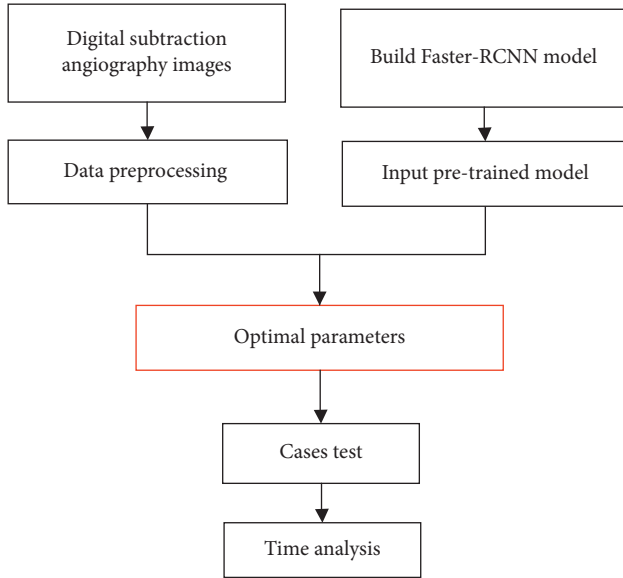 Digital subtraction
angiography images
Build Faster-RCNN model
Data preprocessing
Input pre-trained model
Optimal parameters
Cases test
Time analysis